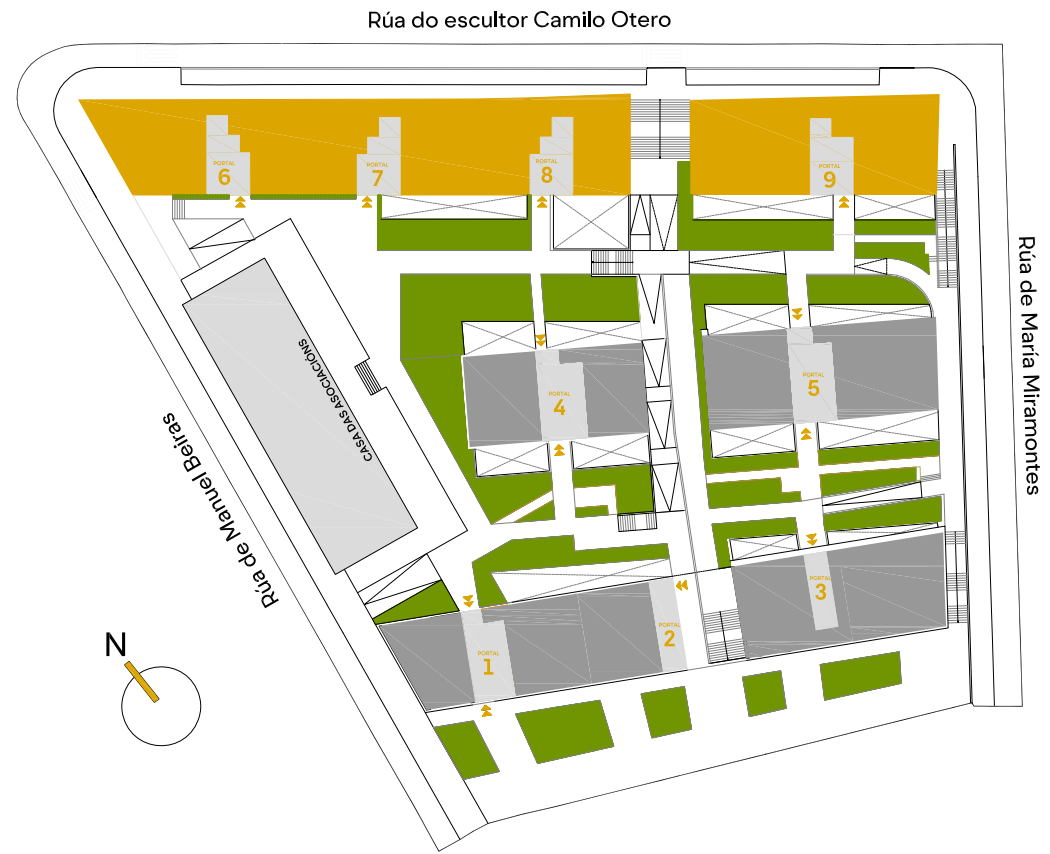 Rúa do escultor Camilo Otero
PORTAL
6
PORTAL
7
PORTAL
8
PORTAL
9
Rúa de María Miramontes
CASA DAS ASOCIACIÓNS
PORTAL
4
PORTAL
5
Rúa de Manuel Beiras
PORTAL
3
PORTAL
2
PORTAL
1
N